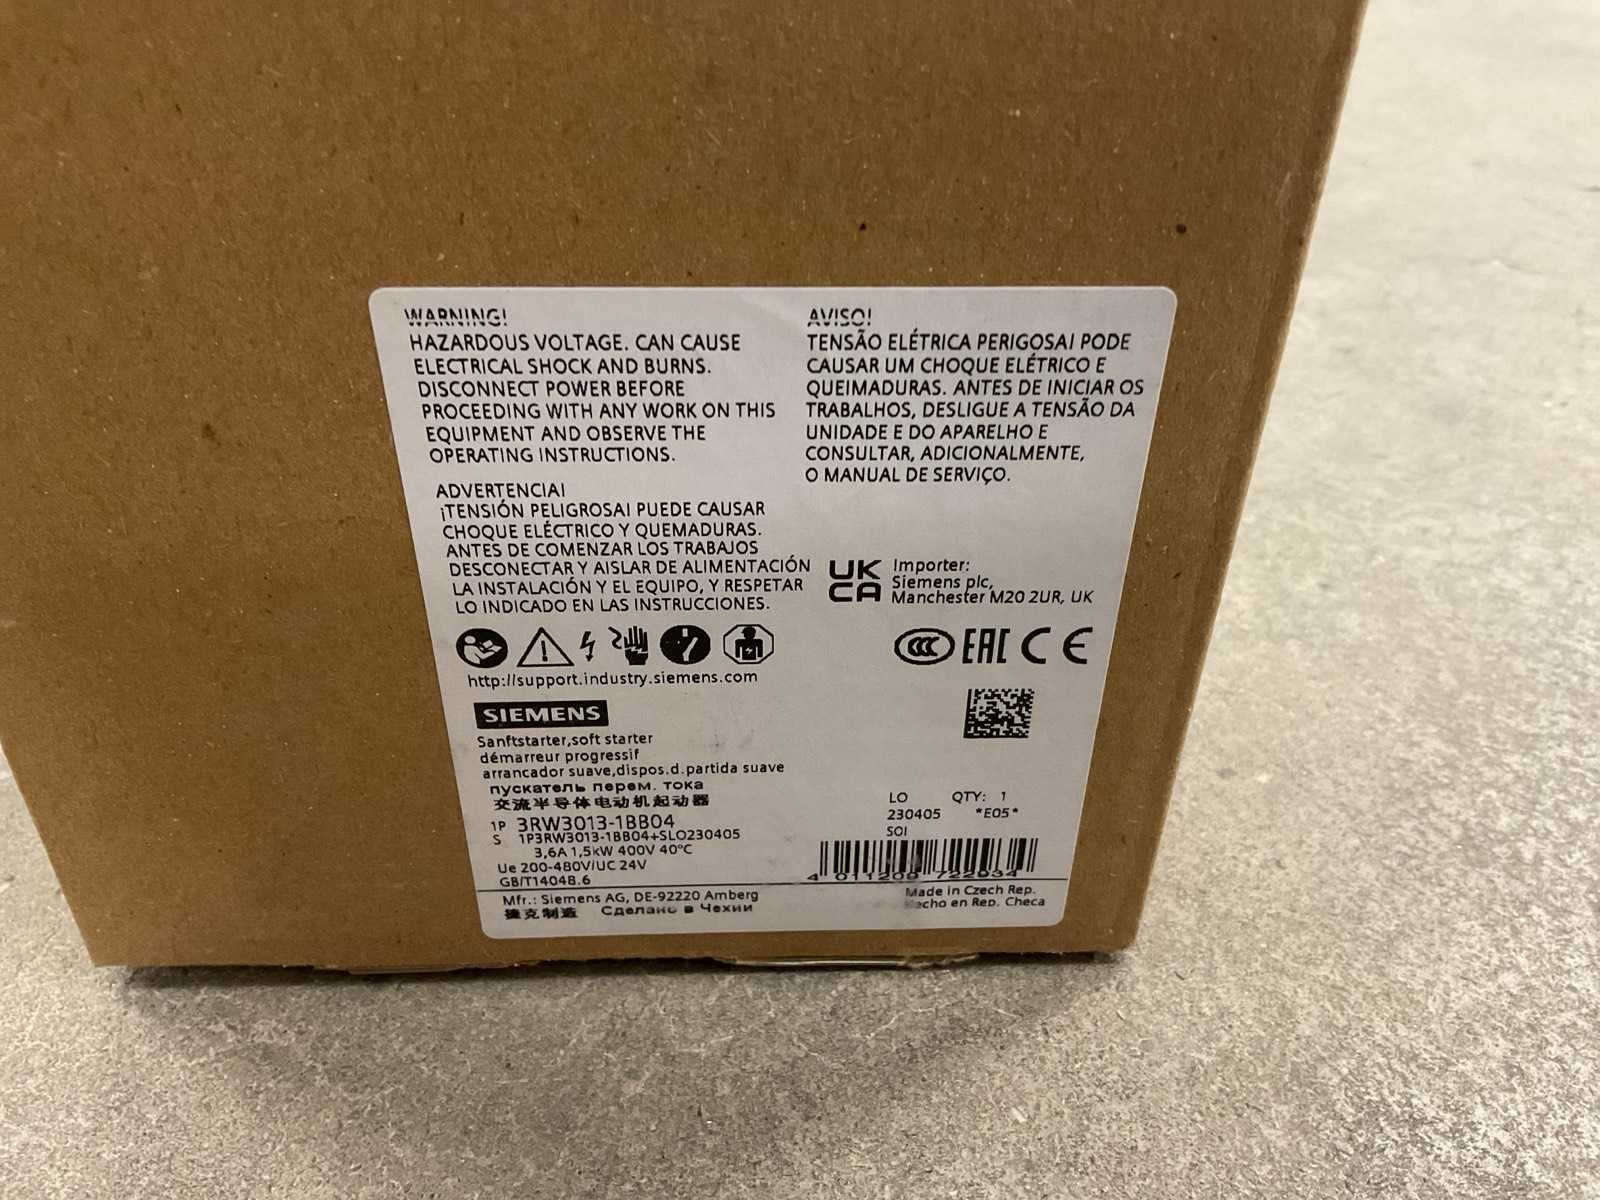 WARNING!
HAZARDOUS VOLTAGE. CAN CAUSE
ELECTRICAL SHOCK AND BURNS.
DISCONNECT POWER BEFORE
PROCEEDING WITH ANY WORK ON THIS
EQUIPMENT AND OBSERVE THE
OPERATING INSTRUCTIONS.
ADVERTENCIA!
¡TENSIÓN PELIGROSA! PUEDE CAUSAR
CHOQUE ELÉCTRICO Y QUEMADURAS.
ANTES DE COMENZAR LOS TRABAJOS
DESCONECTAR Y AISLAR DE ALIMENTACIÓN
LA INSTALACIÓN Y EL EQUIPO, Y RESPETAR
LO INDICADO EN LAS INSTRUCCIONES.
AVISO!
TENSÃO ELÉTRICA PERIGOSA! PODE
CAUSAR UM CHOQUE ELÉTRICO E
QUEIMADURAS. ANTES DE INICIAR OS
TRABALHOS, DESLIGUE A TENSÃO DA
UNIDADE E DO APARELHO E
CONSULTAR, ADICIONALMENTE,
O MANUAL DE SERVIÇO.
UK
CA
Importer:
Siemens plc,
Manchester M20 2UR, UK
CCC EAC CE
http://support.industry.siemens.com
SIEMENS
Sanftstarter,soft starter
démarreur progressif
arrancador suave,dispos.d.partida suave
пускатель перем. тока
交流半导体电动机起动器
1P 3RW3013-1BB04
S 1P3RW3013-1BB04+SLO230405
3,6A 1,5kW 400V 40°C
Ue 200-480V/UC 24V
GB/T14048.6
LO QTY: 1
230405 *E05*
SOI
4 011209 722934
Mfr.: Siemens AG, DE-92220 Amberg
捷克制造 Сделано в Чехии
Made in Czech Rep.
Hecho en Rep. Checa